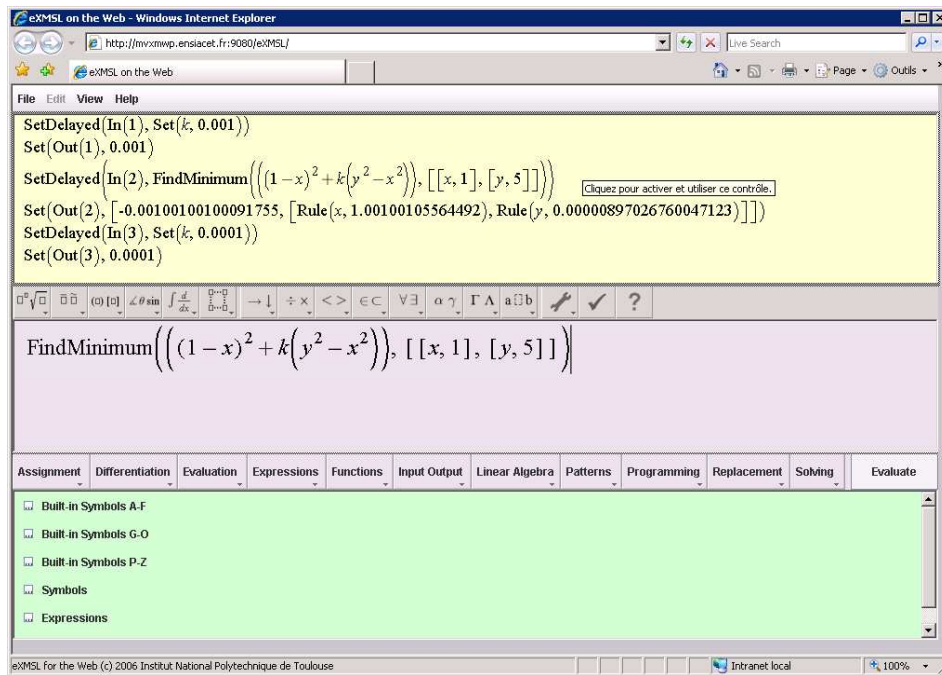 eXMSL on the Web - Windows Internet Explorer
http://mvxmwp.ensiacet.fr:9080/eXMSL/
Live Search
eXMSL on the Web
Page
Outils
File Edit View Help
SetDelayed(In(1), Set(k, 0.001))
Set(Out(1), 0.001)
SetDelayed(In(2), FindMinimum(((1-x)^2+k(y^2-x^2)), [[x, 1], [y, 5]]))
Cliquez pour activer et utiliser ce contrôle.
Set(Out(2), [-0.00100100100091755, [Rule(x, 1.00100105564492), Rule(y, 0.00000897026760047123)]])
SetDelayed(In(3), Set(k, 0.0001))
Set(Out(3), 0.0001)
FindMinimum(((1 - x)^2 + k(y^2 - x^2)), [[x, 1], [y, 5]])
Assignment Differentiation Evaluation Expressions Functions Input Output Linear Algebra Patterns Programming Replacement Solving Evaluate
Built-in Symbols A-F
Built-in Symbols G-O
Built-in Symbols P-Z
Symbols
Expressions
eXMSL for the Web (c) 2006 Institut National Polytechnique de Toulouse
Intranet local
100%